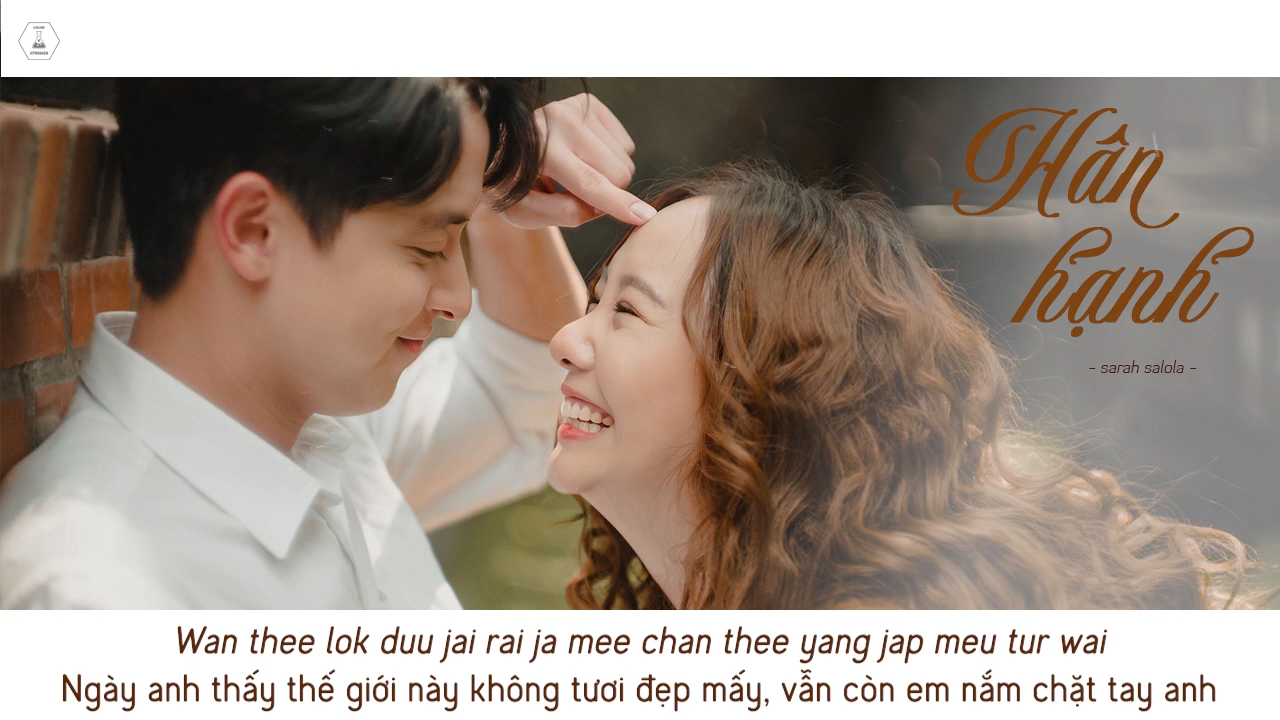 Hân
hạnh
- sarah salola -
Wan thee lok duu jai rai ja mee chan thee yang jap meu tur wai
Ngày anh thấy thế giới này không tươi đẹp mấy, vẫn còn em nắm chặt tay anh